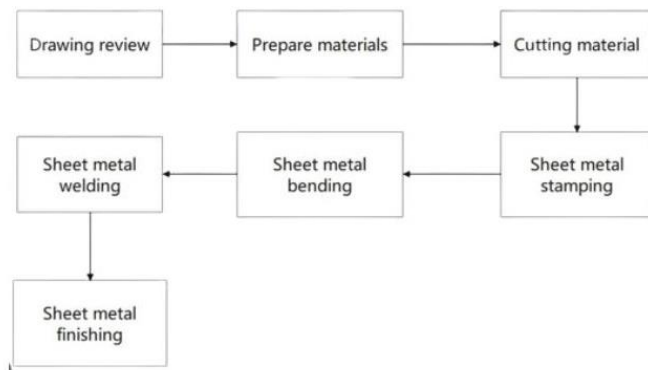 Drawing review
Prepare materials
Cutting material
Sheet metal
welding
Sheet metal
bending
Sheet metal
stamping
Sheet metal
finishing